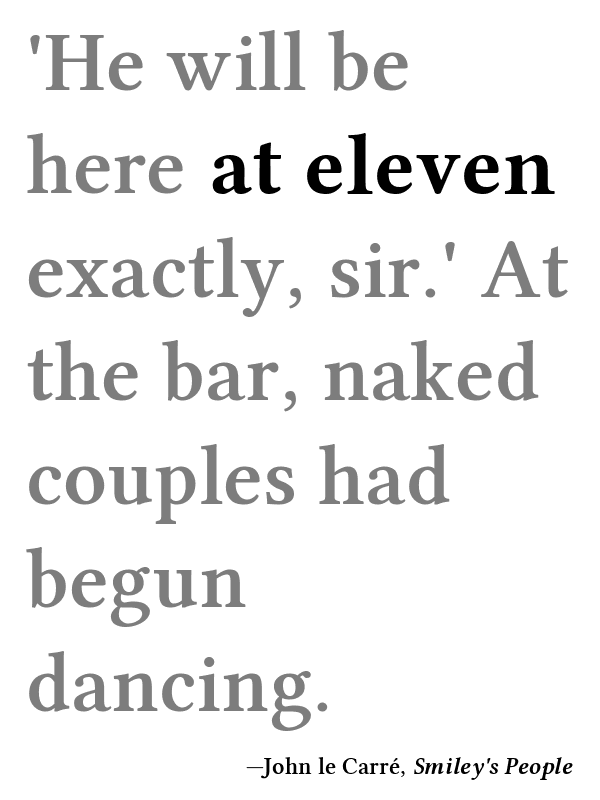 'He will be
here at eleven
exactly, sir.' At
the bar, naked
couples had
begun
dancing.
—John le Carré, Smiley's People